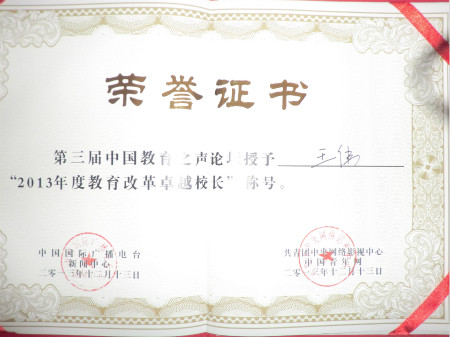 荣誉证书
第三届中国教育之声论坛授予 王伟
“2013年度教育改革卓越校长”称号。
中国国际广播电台
新闻中心
二〇一三年十二月十三日
共青团中央网络影视中心
中国青年网
二〇一三年十二月十三日